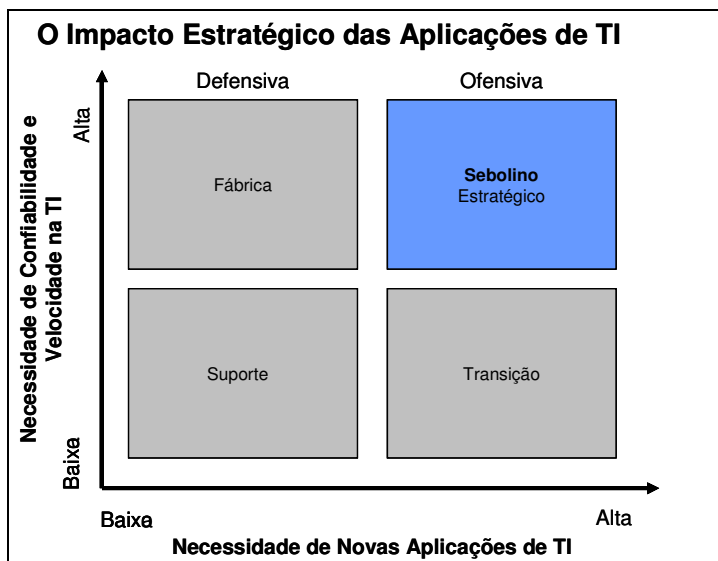 O Impacto Estratégico das Aplicações de TI
Defensiva
Ofensiva
Necessidade de Confiabilidade e
Velocidade na TI
Alta
Fábrica
Sebolino
Estratégico
Suporte
Transição
Baixa
Baixa
Alta
Necessidade de Novas Aplicações de TI